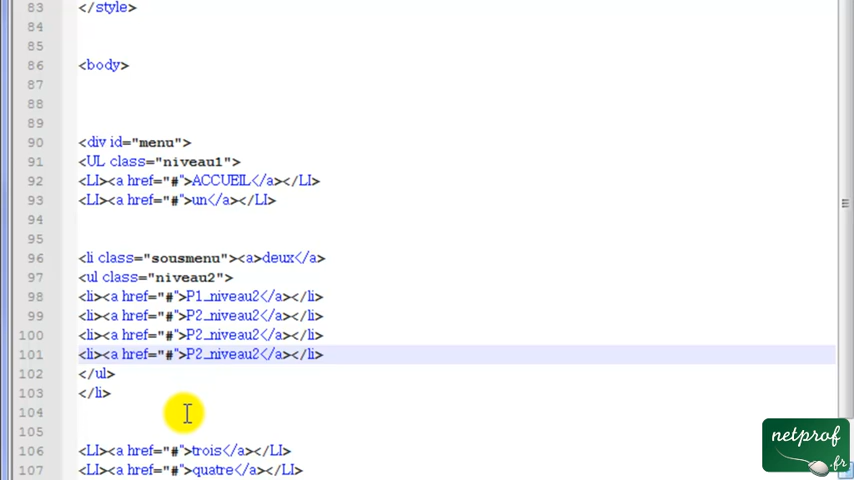 83 </style>
84
85
86 <body>
87
88
89
90 <div id="menu">
91 <UL class="niveau1">
92 <LI><a href="#">ACCUEIL</a></LI>
93 <LI><a href="#">un</a></LI>
94
95
96 <li class="sousmenu"><a>deux</a>
97 <ul class="niveau2">
98 <li><a href="#">P1_niveau2</a></li>
99 <li><a href="#">P2_niveau2</a></li>
100 <li><a href="#">P2_niveau2</a></li>
101 <li><a href="#">P2_niveau2</a></li>
102 </ul>
103 </li>
104
105
106 <LI><a href="#">trois</a></LI>
107 <LI><a href="#">quatre</a></LI>
netprof
.fr